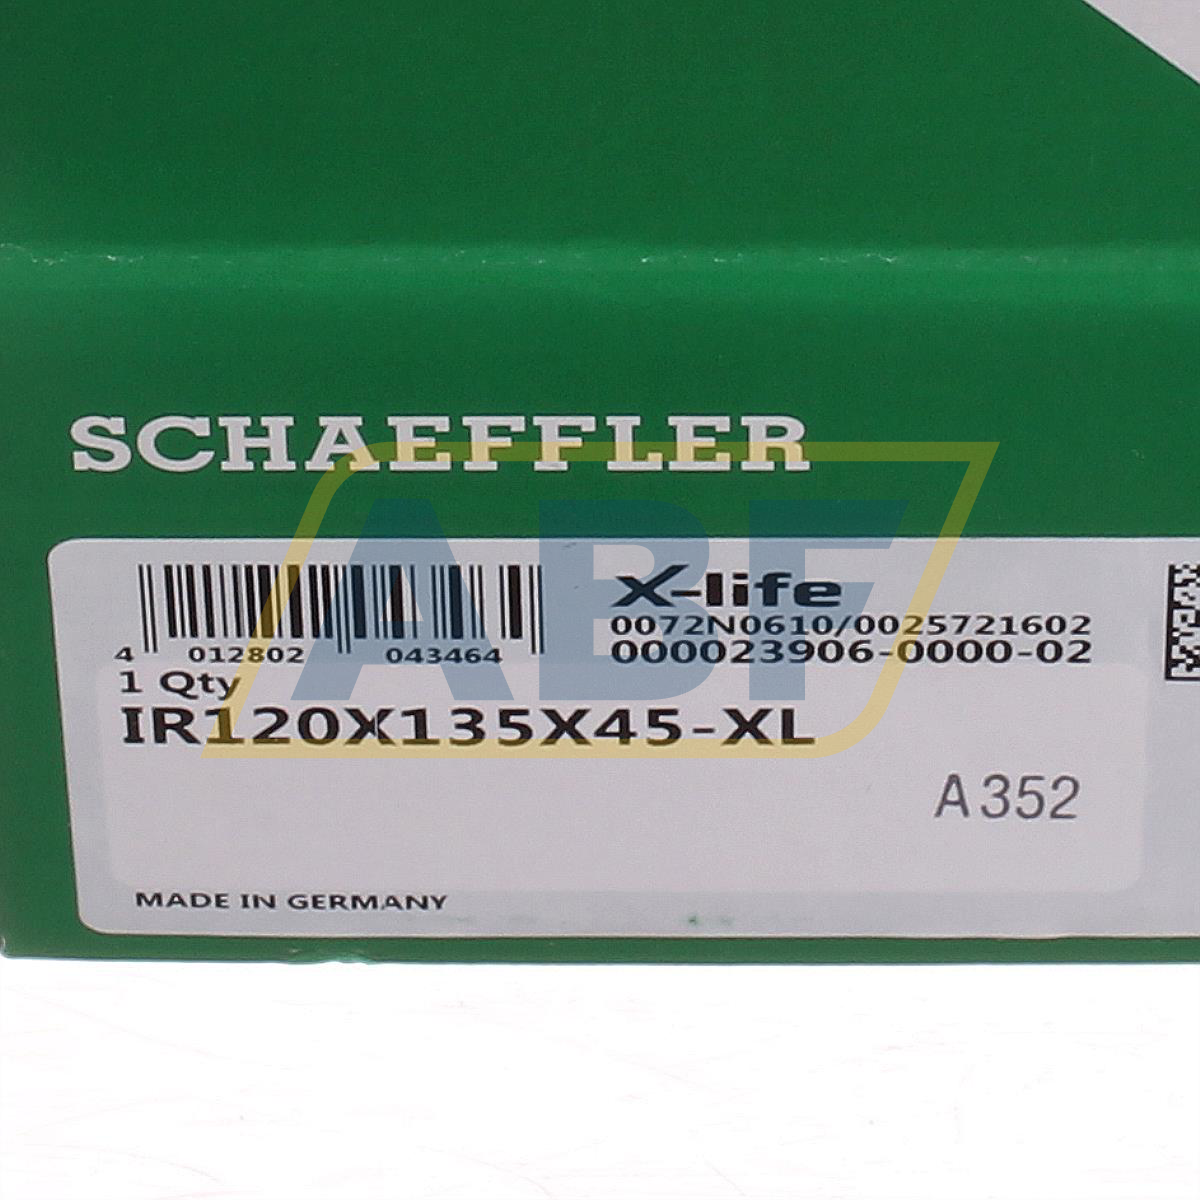 SCHAEFFLER
ABF
X-life
0072N0610/0025721602
4 012802 043464
000023906-0000-02
1 Qty
IR120X135X45-XL
A352
MADE IN GERMANY